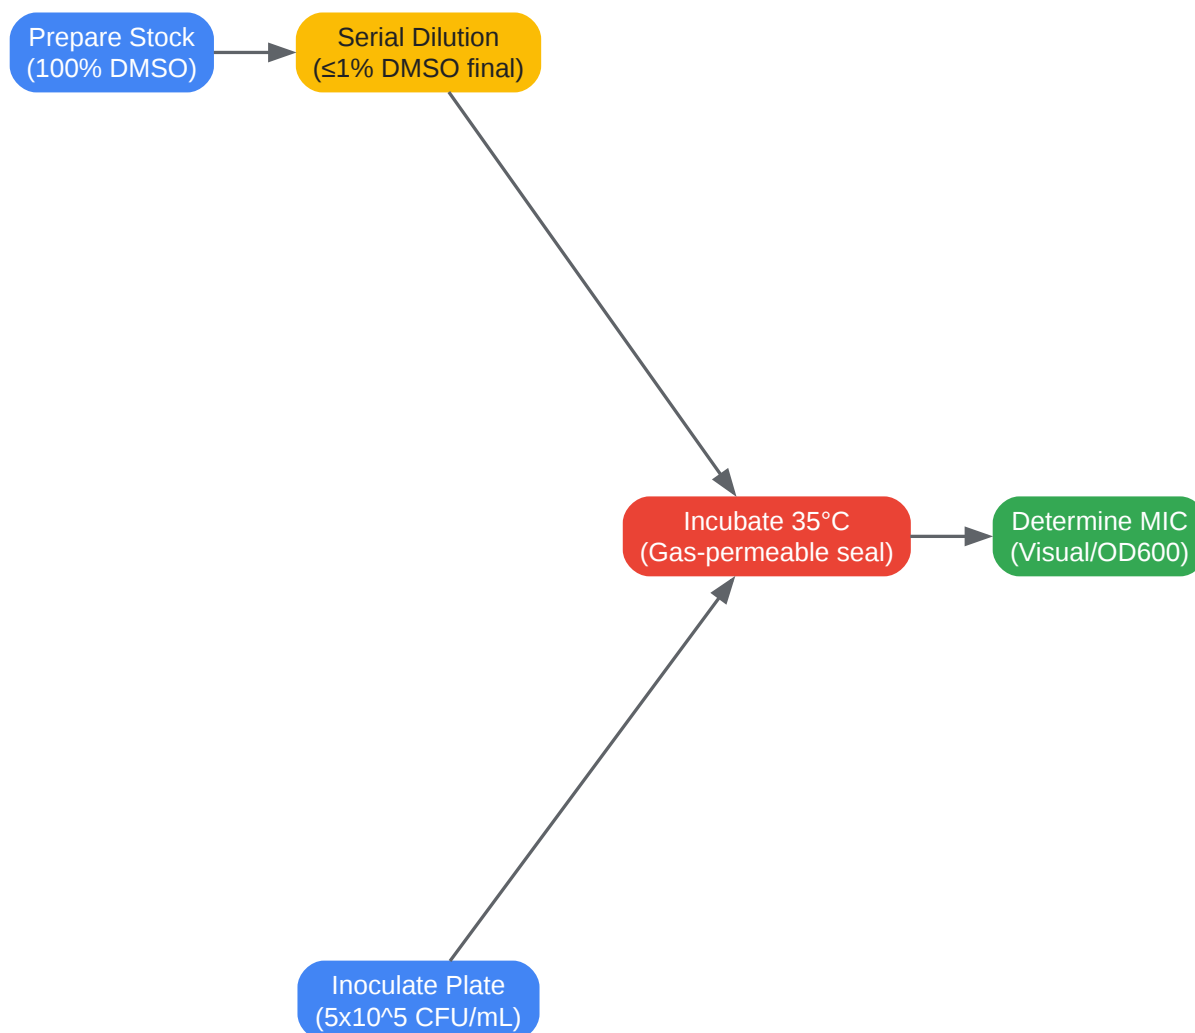 Prepare Stock
(100% DMSO)
Serial Dilution
(≤1% DMSO final)
Incubate 35°C
(Gas-permeable seal)
Determine MIC
(Visual/OD600)
Inoculate Plate
(5x10^5 CFU/mL)